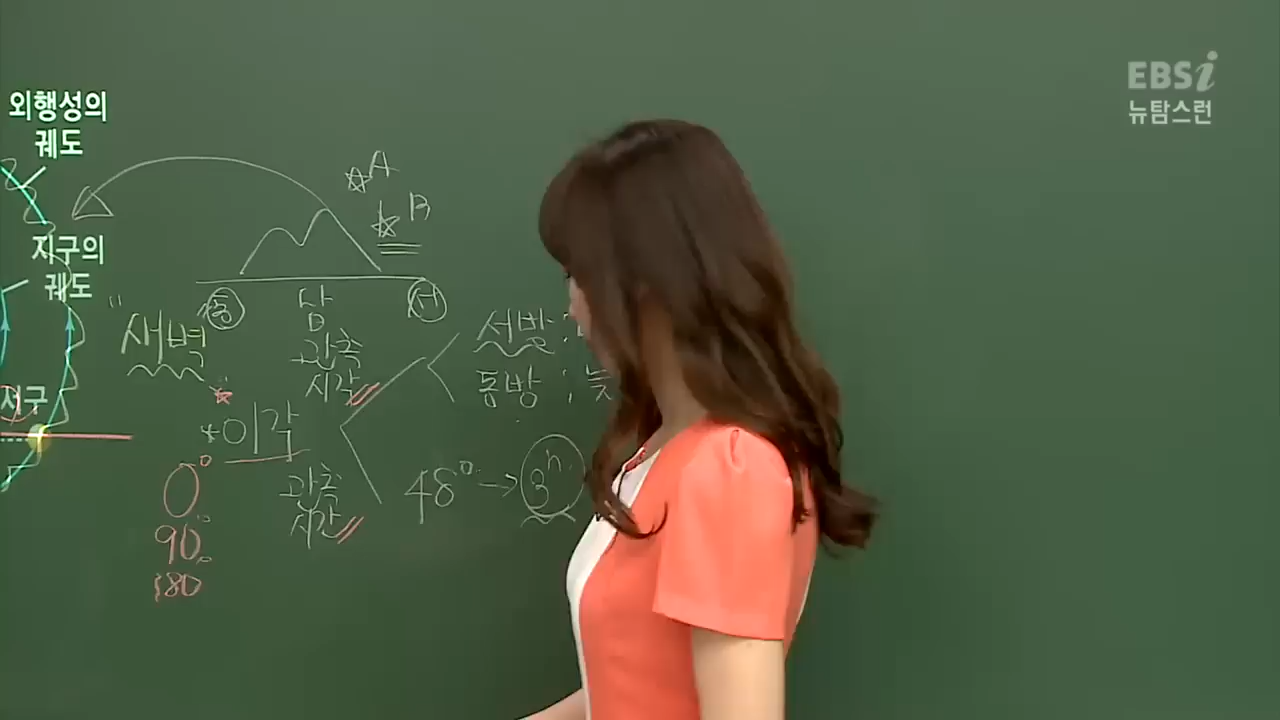 EBSi
뉴탐스런
외행성의
궤도
지구의
궤도
지구
A
B
동 남 서
"새벽
관측
시각
서방 :
동방 : 늦
*이각
0°
90°
180
관측
시간
48° → 3h